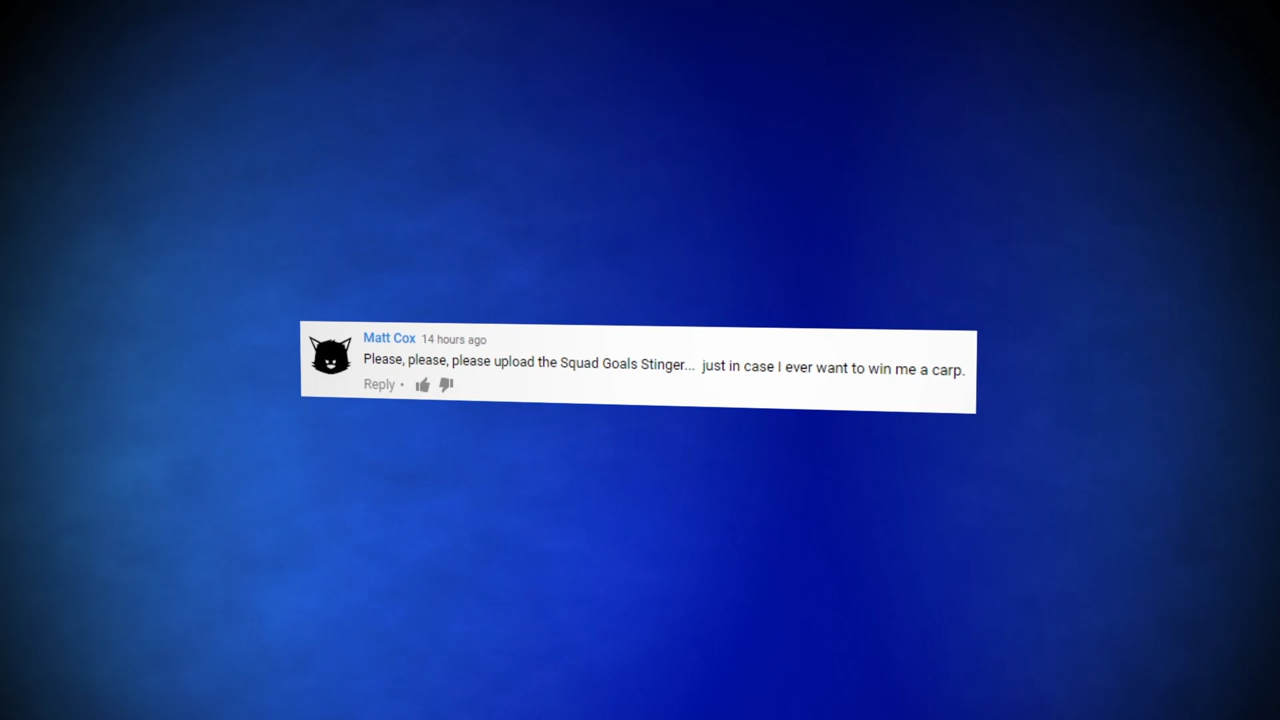 Matt Cox 14 hours ago
Please, please, please upload the Squad Goals Stinger... just in case I ever want to win me a carp.
Reply •